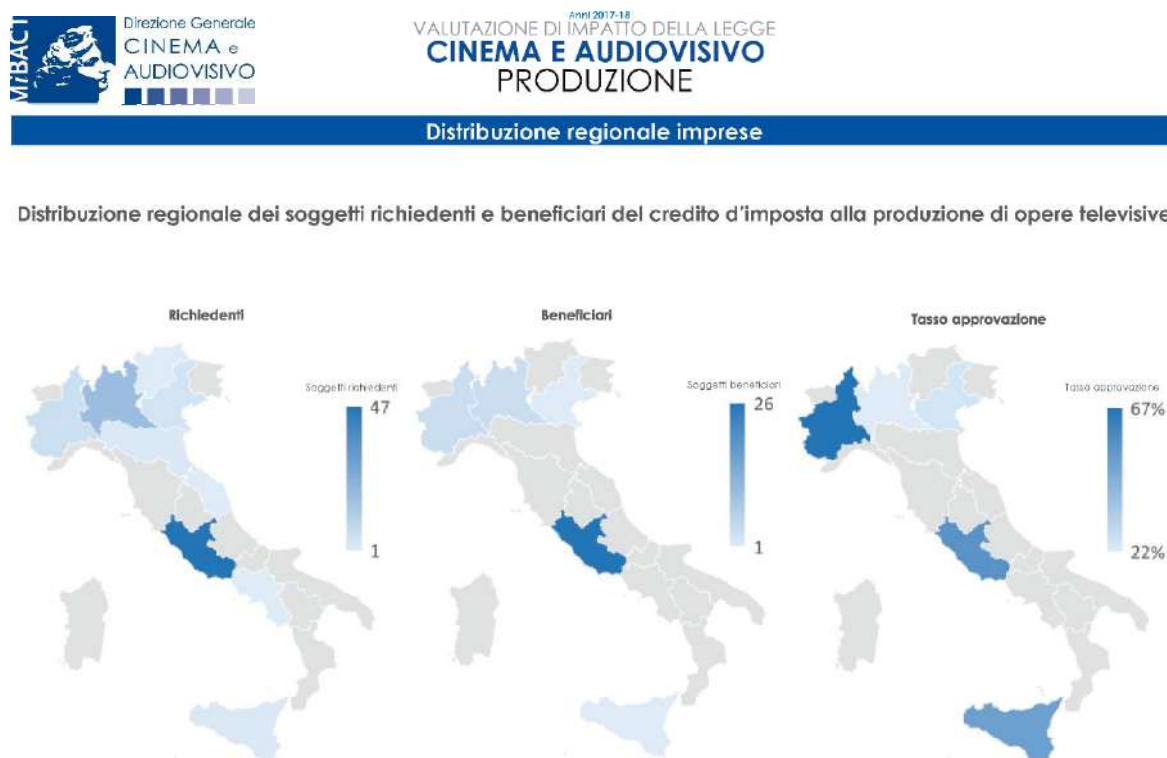 MiBACT
Direzione Generale
CINEMA e
AUDIOVISIVO
Anni 2017-18
VALUTAZIONE DI IMPATTO DELLA LEGGE
CINEMA E AUDIOVISIVO
PRODUZIONE
Distribuzione regionale imprese
Distribuzione regionale dei soggetti richiedenti e beneficiari del credito d'imposta alla produzione di opere televisive
Richiedenti
Soggetti richiedenti
47
1
Beneficiari
Soggetti beneficiari
26
1
Tasso approvazione
Tasso approvazione
67%
22%